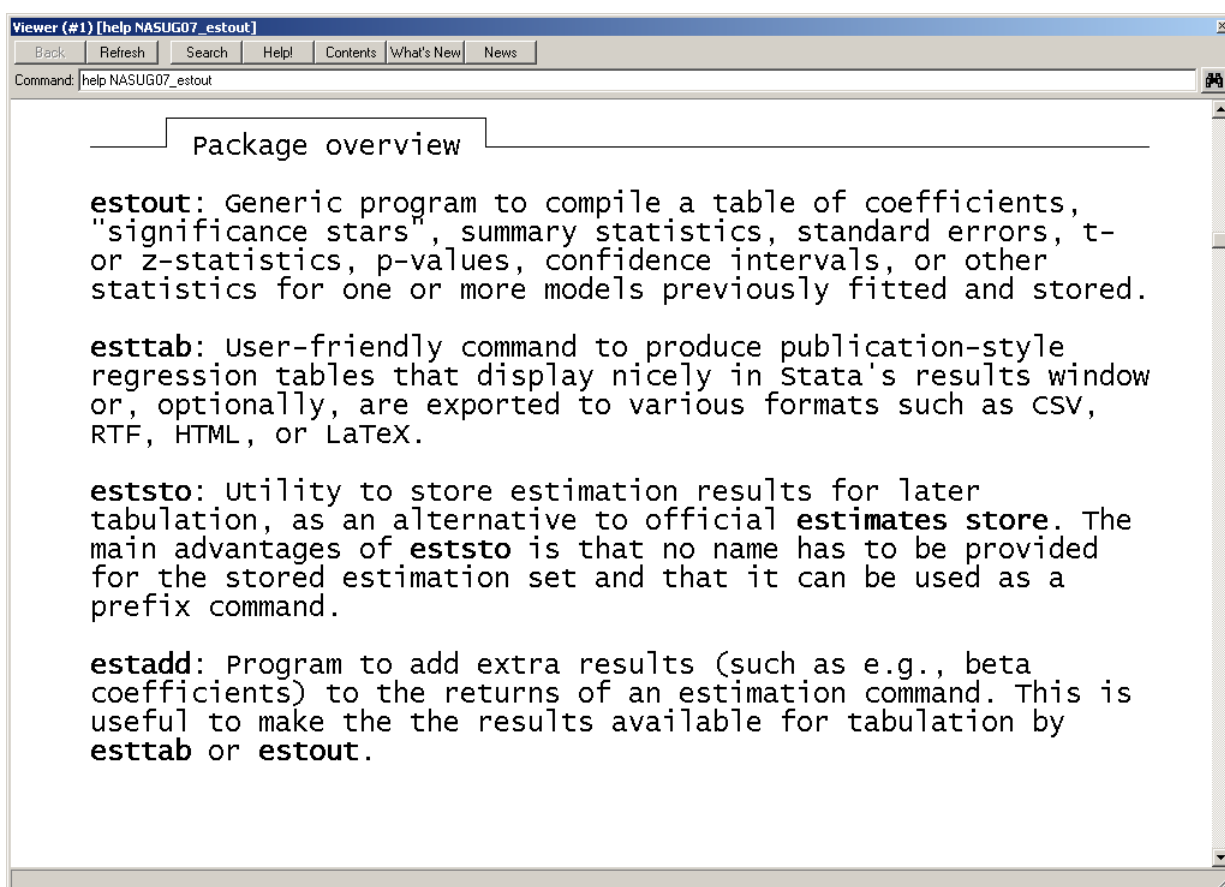 Viewer (#1) [help NASUG07_estout]
Back Refresh Search Help! Contents What's New News
Command: help NASUG07_estout
Package overview
estout: Generic program to compile a table of coefficients,
"significance stars", summary statistics, standard errors, t-
or z-statistics, p-values, confidence intervals, or other
statistics for one or more models previously fitted and stored.
esttab: User-friendly command to produce publication-style
regression tables that display nicely in Stata's results window
or, optionally, are exported to various formats such as CSV,
RTF, HTML, or LaTeX.
eststo: Utility to store estimation results for later
tabulation, as an alternative to official estimates store. The
main advantages of eststo is that no name has to be provided
for the stored estimation set and that it can be used as a
prefix command.
estadd: Program to add extra results (such as e.g., beta
coefficients) to the returns of an estimation command. This is
useful to make the the results available for tabulation by
esttab or estout.